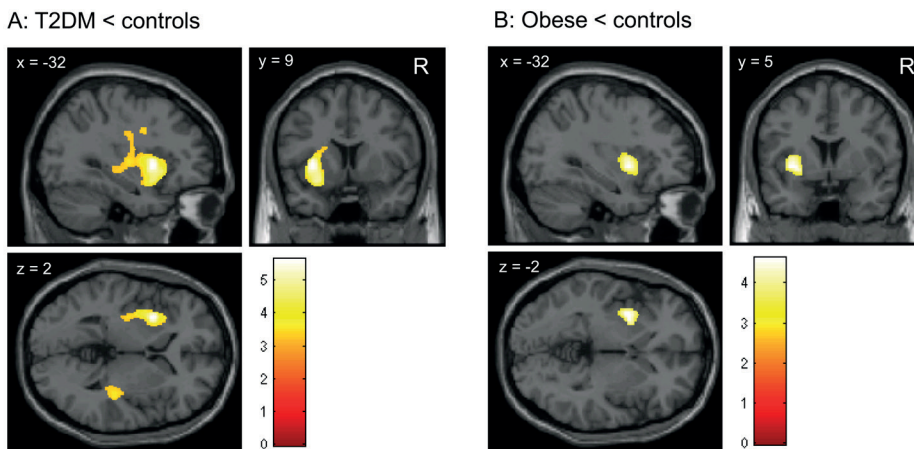 A: T2DM < controls
x = -32
y = 9
R
z = 2
5
4
3
2
1
0
B: Obese < controls
x = -32
y = 5
R
z = -2
4
3
2
1
0